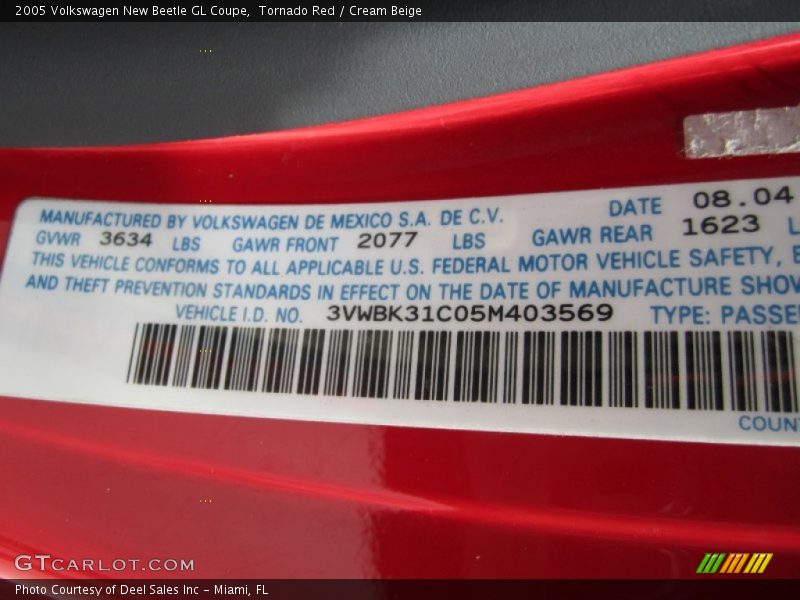 2005 Volkswagen New Beetle GL Coupe,  Tornado Red / Cream Beige
MANUFACTURED BY VOLKSWAGEN DE MEXICO S.A. DE C.V. DATE 08.04
GVWR 3634 LBS GAWR FRONT 2077 LBS GAWR REAR 1623 L
THIS VEHICLE CONFORMS TO ALL APPLICABLE U.S. FEDERAL MOTOR VEHICLE SAFETY,
AND THEFT PREVENTION STANDARDS IN EFFECT ON THE DATE OF MANUFACTURE SHOW
VEHICLE I.D. NO. 3VWBK31C05M403569 TYPE: PASSE
COUN
GTCARLOT.COM
Photo Courtesy of Deel Sales Inc – Miami, FL